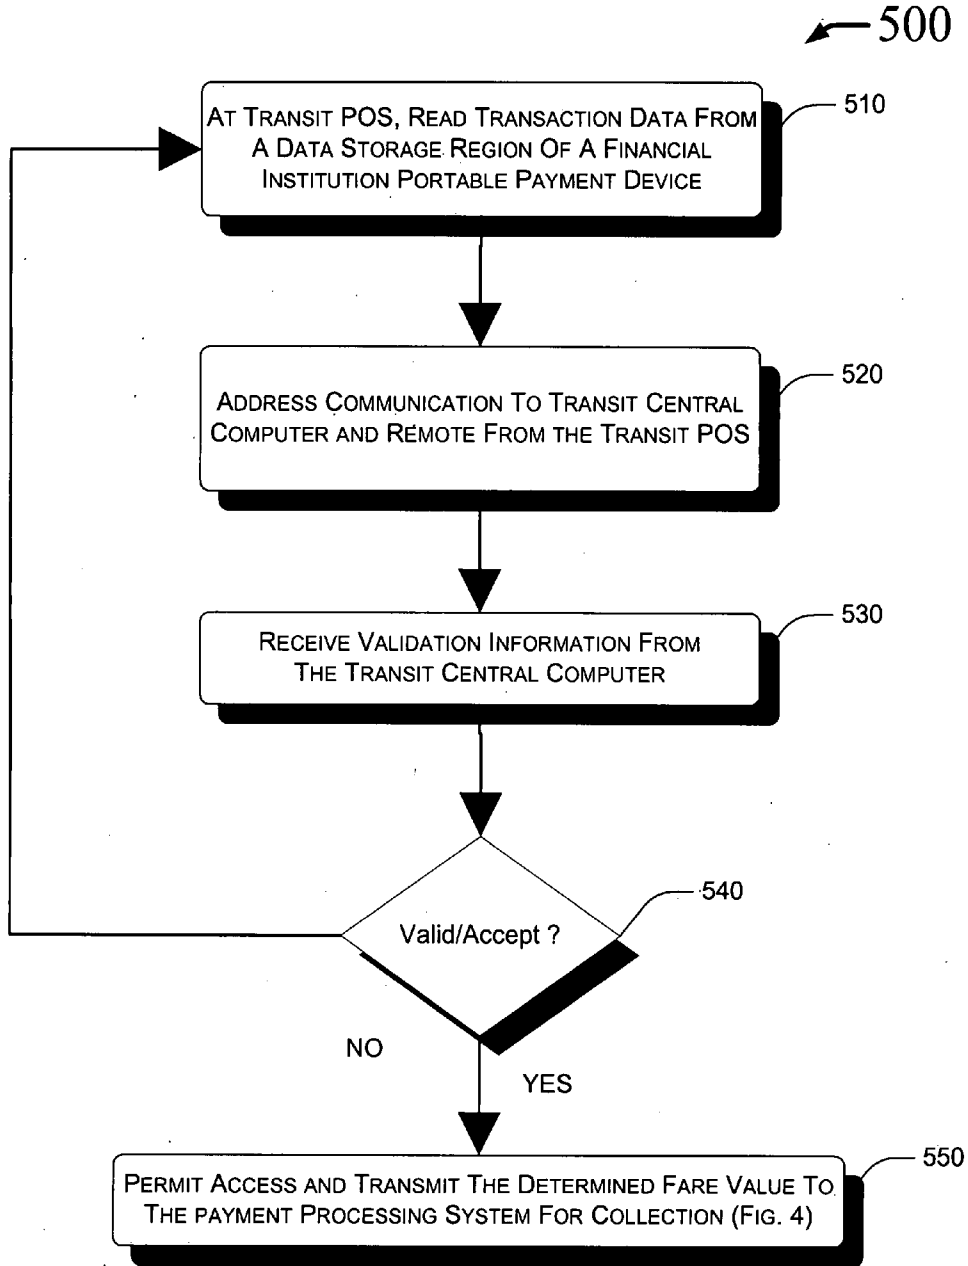 500
AT TRANSIT POS, READ TRANSACTION DATA FROM
A DATA STORAGE REGION OF A FINANCIAL
INSTITUTION PORTABLE PAYMENT DEVICE
510
ADDRESS COMMUNICATION TO TRANSIT CENTRAL
COMPUTER AND REMOTE FROM THE TRANSIT POS
520
RECEIVE VALIDATION INFORMATION FROM
THE TRANSIT CENTRAL COMPUTER
530
Valid/Accept ?
540
NO
YES
PERMIT ACCESS AND TRANSMIT THE DETERMINED FARE VALUE TO
THE PAYMENT PROCESSING SYSTEM FOR COLLECTION (FIG. 4)
550